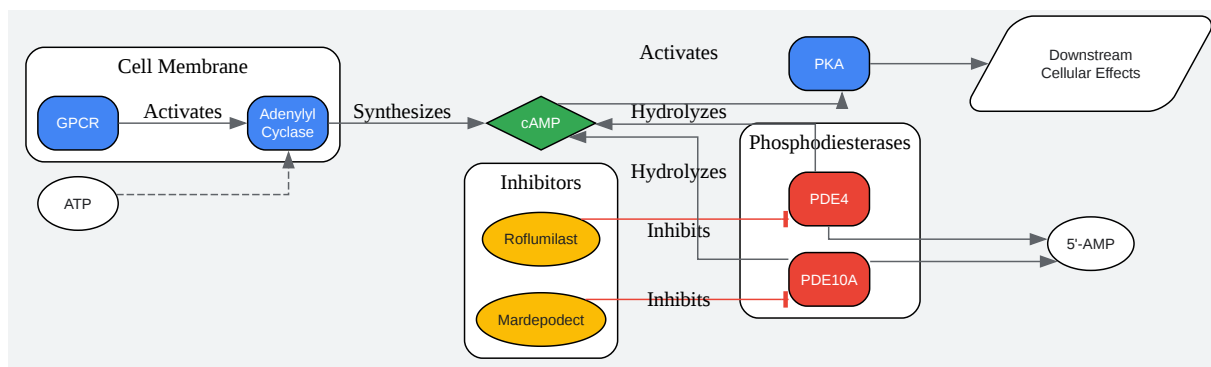 Cell Membrane
GPCR
Activates
Adenylyl
Cyclase
Synthesizes
ATP
cAMP
Activates
PKA
Downstream
Cellular Effects
Hydrolyzes
Hydrolyzes
Phosphodiesterases
PDE4
PDE10A
5'-AMP
Inhibitors
Roflumilast
Inhibits
Mardepodect
Inhibits